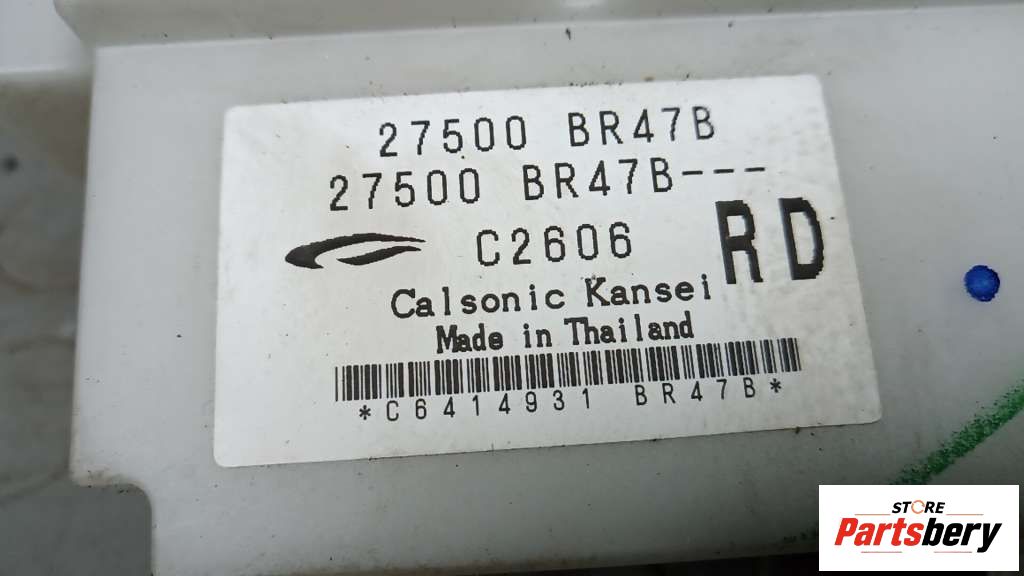 27500 BR47B
27500 BR47B---
C2606
RD
Calsonic Kansei
Made in Thailand
*C6414931 BR47B*
STORE
Partsbery